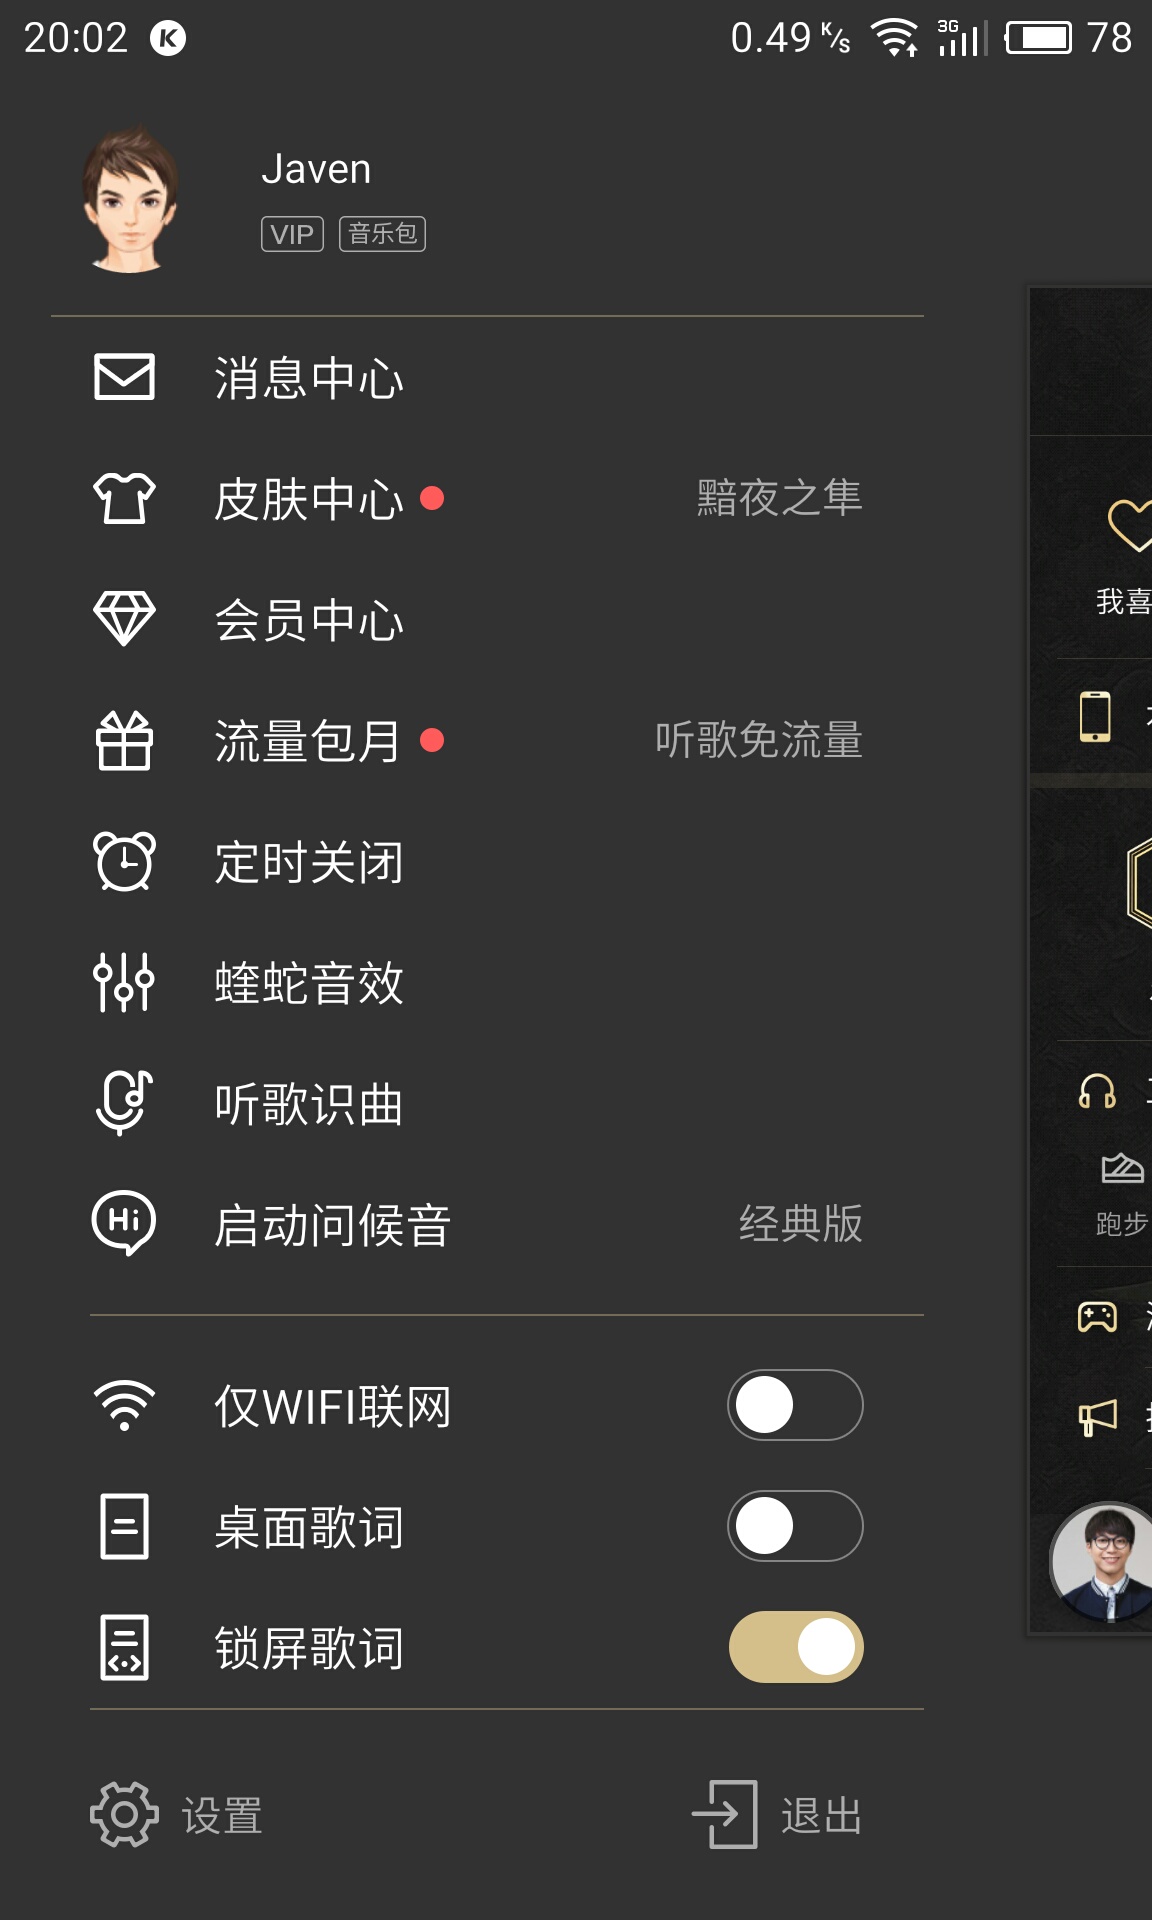 20:02 0.49 K/s 3G 78
Javen
VIP 音乐包
消息中心
皮肤中心 黯夜之隼
会员中心
流量包月 听歌免流量
定时关闭
蝰蛇音效
听歌识曲
Hi 启动问候音 经典版
仅WIFI联网
桌面歌词
锁屏歌词
设置 退出
我喜
跑步